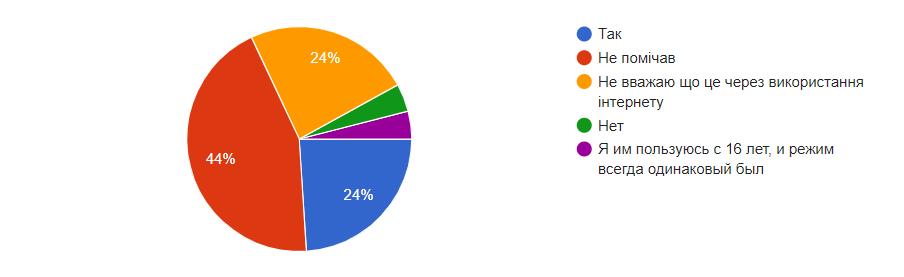 24%
44%
24%
Так
Не помічав
Не вважаю що це через використання
інтернету
Нет
Я им пользуюсь с 16 лет, и режим
всегда одинаковый был